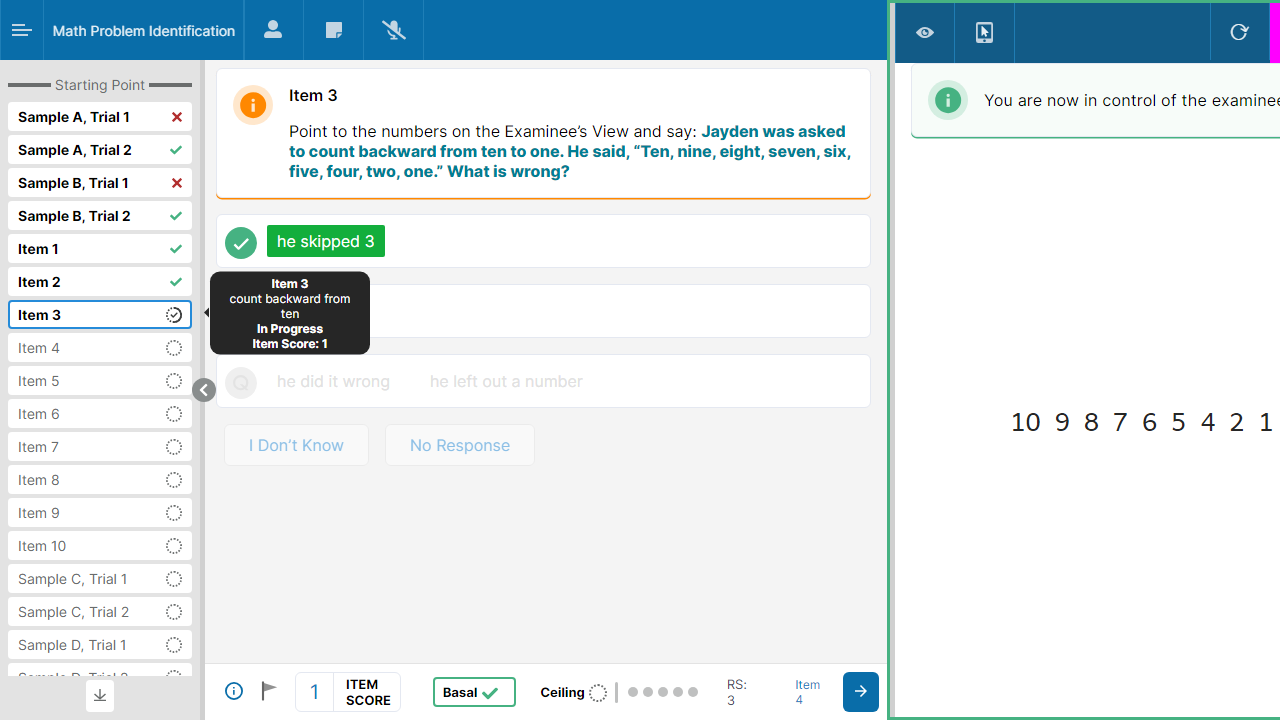 Math Problem Identification
Starting Point
Sample A, Trial 1
Sample A, Trial 2
Sample B, Trial 1
Sample B, Trial 2
Item 1
Item 2
Item 3
Item 4
Item 5
Item 6
Item 7
Item 8
Item 9
Item 10
Sample C, Trial 1
Sample C, Trial 2
Sample D, Trial 1
Item 3
Point to the numbers on the Examinee’s View and say: Jayden was asked
to count backward from ten to one. He said, “Ten, nine, eight, seven, six,
five, four, two, one.” What is wrong?
he skipped 3
Item 3
count backward from
ten
In Progress
Item Score: 1
Q he did it wrong he left out a number
I Don’t Know No Response
1 ITEM
SCORE
Basal
Ceiling
RS:
3
Item
4
You are now in control of the examinee
10 9 8 7 6 5 4 2 1